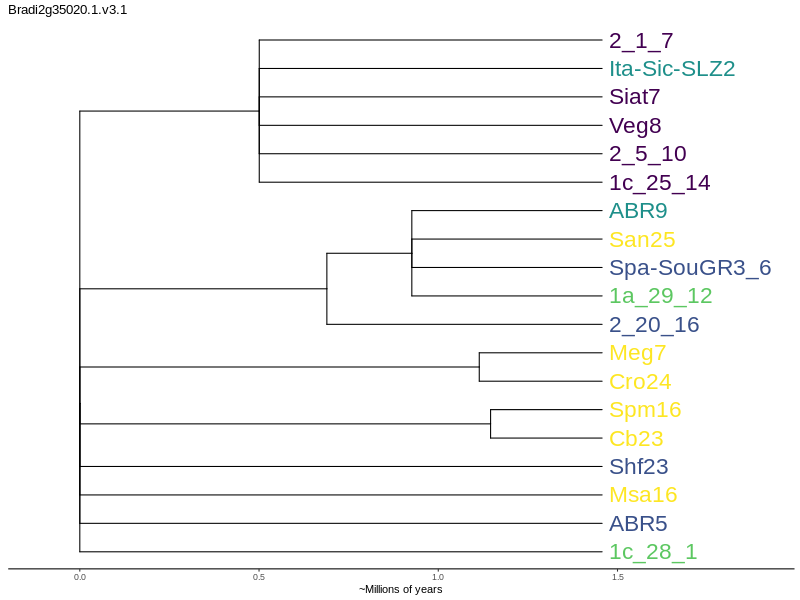 Bradi2g35020.1.v3.1
2_1_7
Ita-Sic-SLZ2
Siat7
Veg8
2_5_10
1c_25_14
ABR9
San25
Spa-SouGR3_6
1a_29_12
2_20_16
Meg7
Cro24
Spm16
Cb23
Shf23
Msa16
ABR5
1c_28_1
0.0 0.5 1.0 1.5
~Millions of years